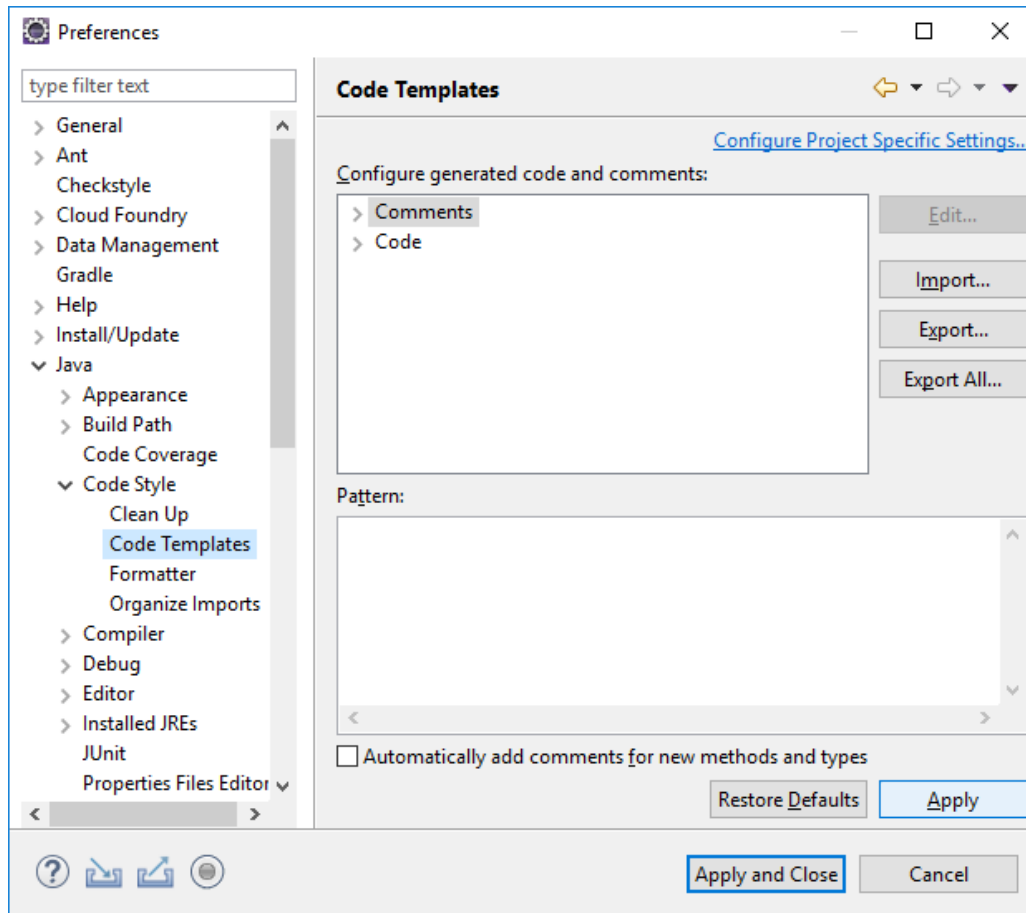 Preferences
type filter text
General
Ant
Checkstyle
Cloud Foundry
Data Management
Gradle
Help
Install/Update
Java
Appearance
Build Path
Code Coverage
Code Style
Clean Up
Code Templates
Formatter
Organize Imports
Compiler
Debug
Editor
Installed JREs
JUnit
Properties Files Editor
Code Templates
Configure Project Specific Settings...
Configure generated code and comments:
Comments
Code
Edit...
Import...
Export...
Export All...
Pattern:
Automatically add comments for new methods and types
Restore Defaults
Apply
?
Apply and Close
Cancel